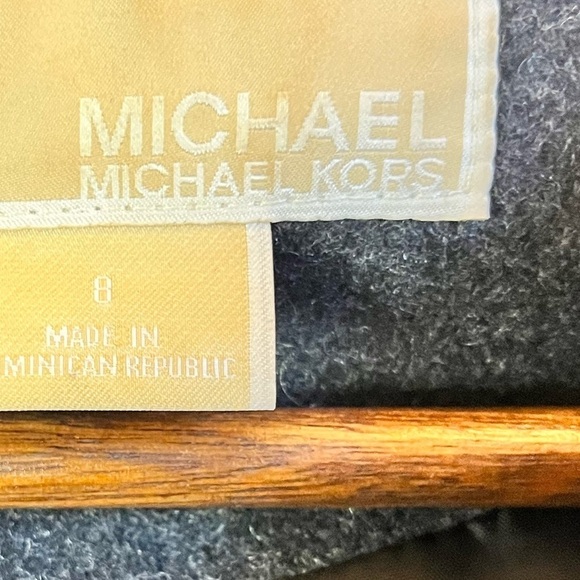 MICHAEL
MICHAEL KORS
8
MADE IN
MINICAN REPUBLIC